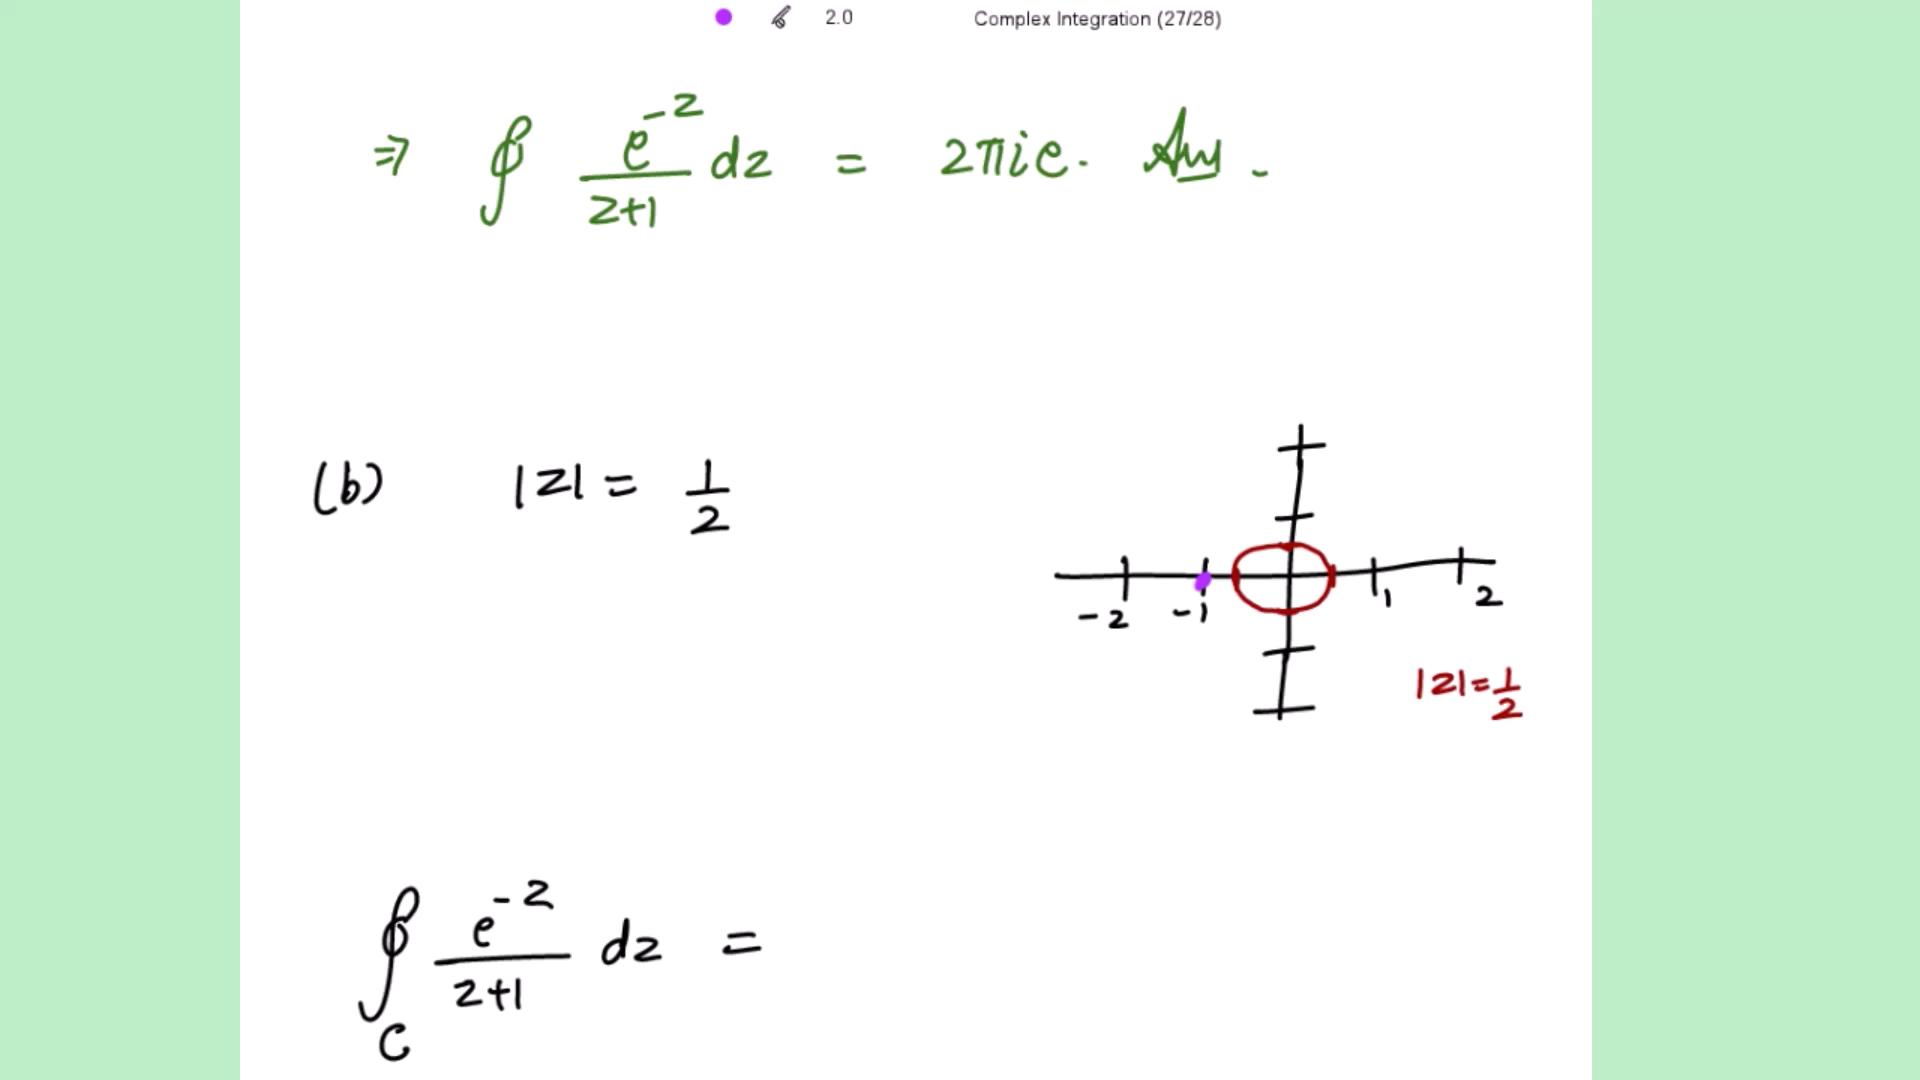 2.0 Complex Integration (27/28)
⇒ ∮ e^{-z}/(z+1) dz = 2πie. Ans.
(b) |z| = 1/2
-2 -1 1 2
|z| = 1/2
∮_C e^{-z}/(z+1) dz =